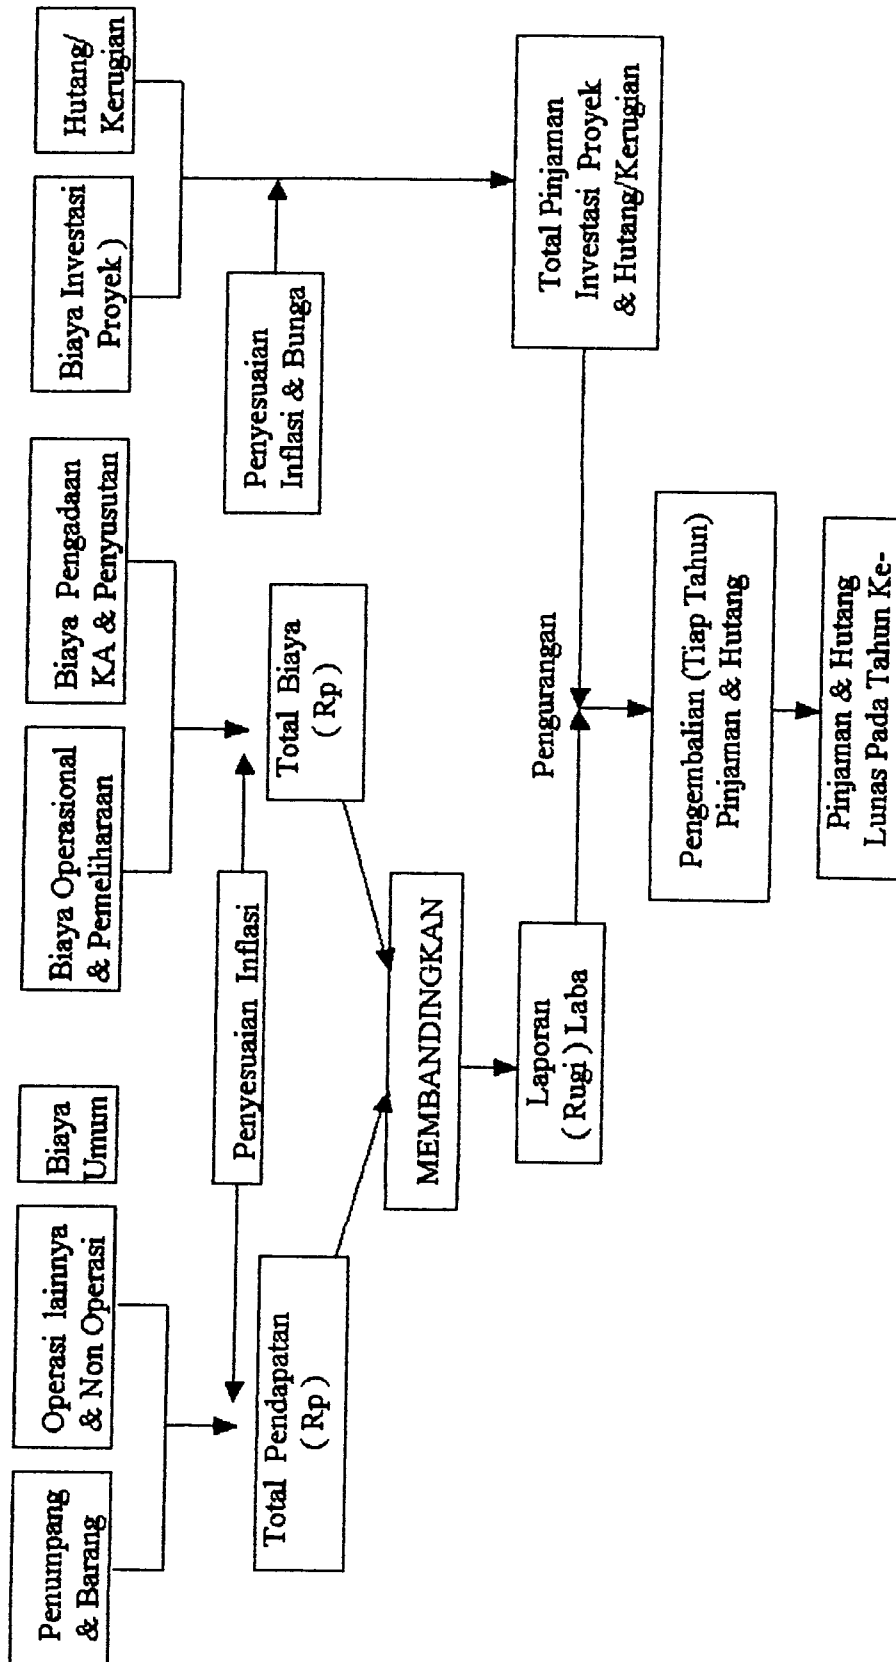 Penumpang
& Barang
Operasi lainnya
& Non Operasi
Biaya
Umum
Biaya Operasional
& Pemeliharaan
Biaya Pengadaan
KA & Penyusutan
Biaya Investasi
Proyek )
Hutang/
Kerugian
Penyesuaian Inflasi
Penyesuaian
Inflasi & Bunga
Total Pendapatan
( Rp )
Total Biaya
( Rp )
MEMBANDINGKAN
Laporan
( Rugi ) Laba
Pengurangan
Total Pinjaman
Investasi Proyek
& Hutang/Kerugian
Pengembalian (Tiap Tahun)
Pinjaman & Hutang
Pinjaman & Hutang
Lunas Pada Tahun Ke-